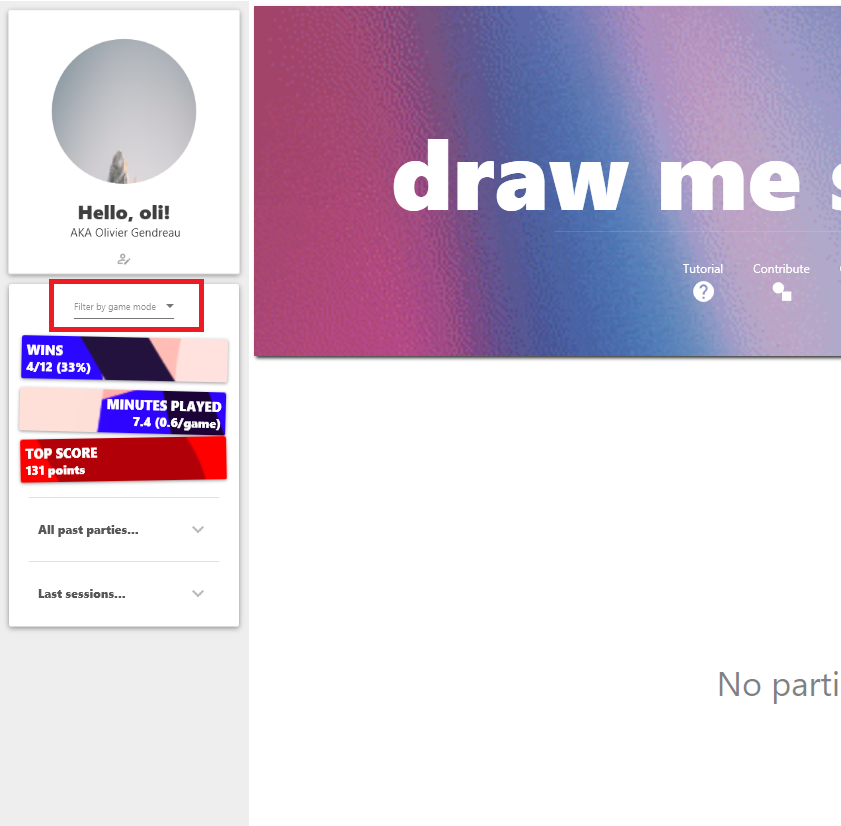 Hello, oli!
AKA Olivier Gendreau
Filter by game mode
WINS
4/12 (33%)
MINUTES PLAYED
7.4 (0.6/game)
TOP SCORE
131 points
All past parties...
Last sessions...
draw me
Tutorial Contribute
No parti